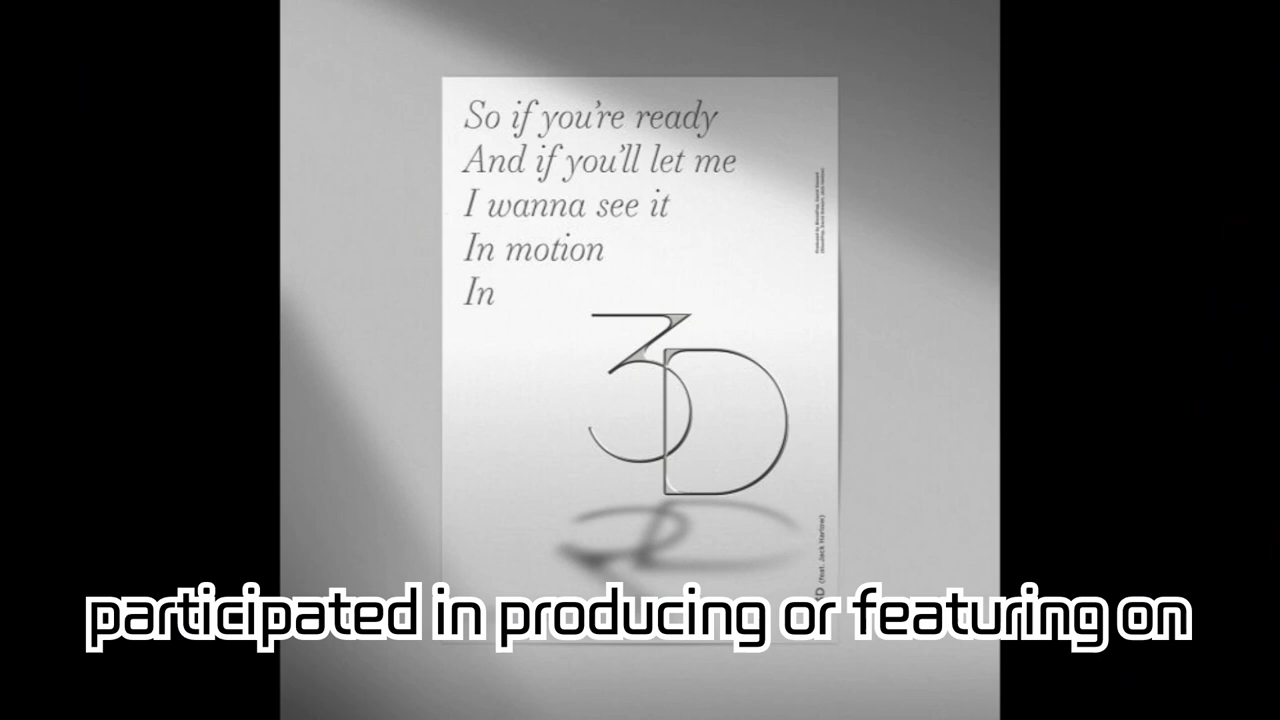 So if you're ready
And if you'll let me
I wanna see it
In motion
In
3D
(feat. Jack Harlow)
participated in producing or featuring on